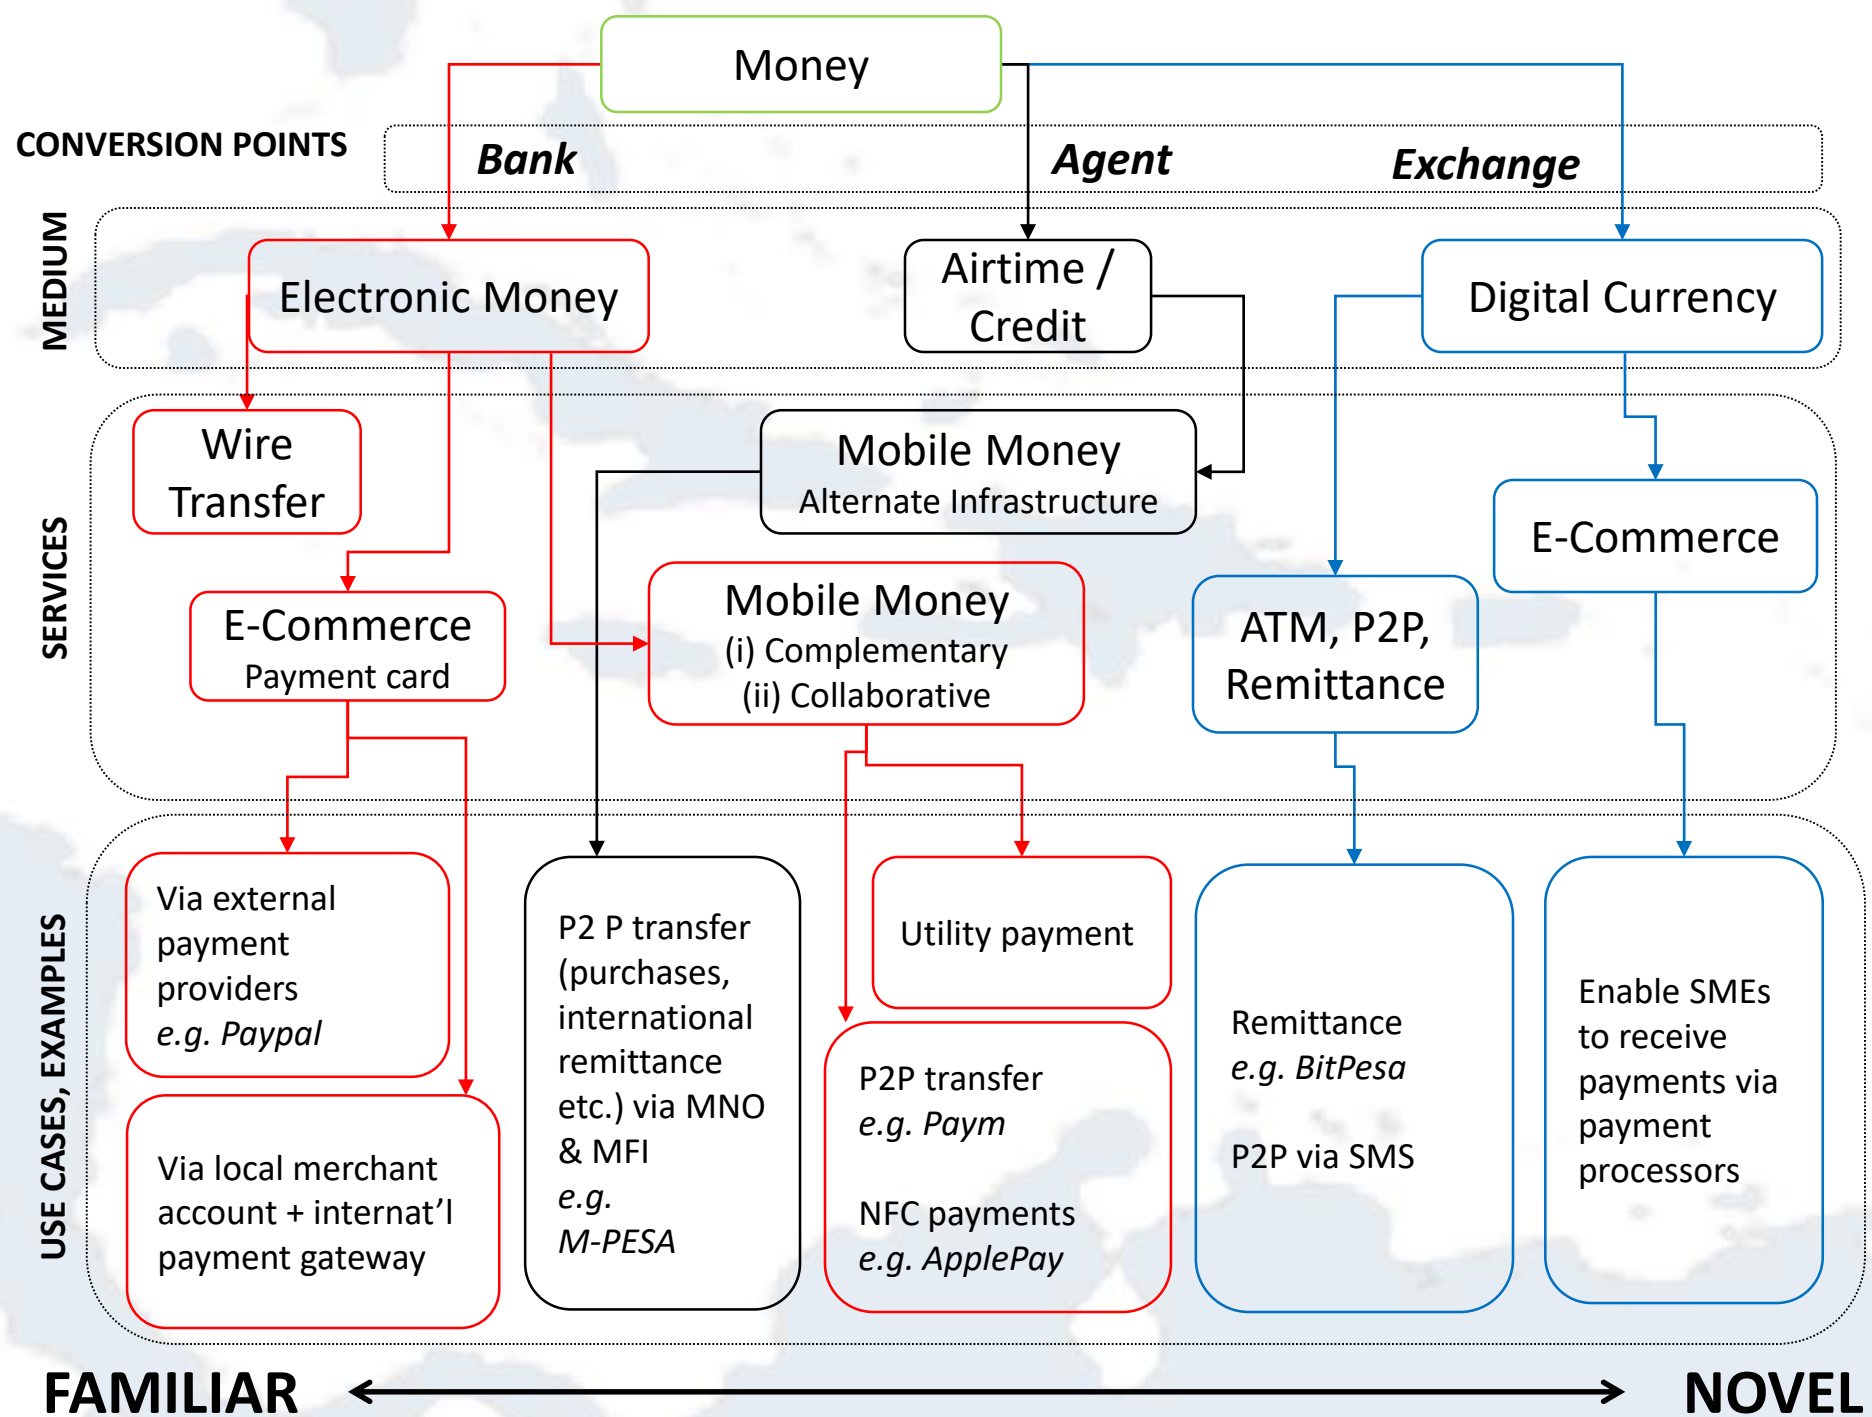 Money
CONVERSION POINTS
Bank
Agent
Exchange
MEDIUM
Electronic Money
Airtime /
Credit
Digital Currency
SERVICES
Wire
Transfer
Mobile Money
Alternate Infrastructure
E-Commerce
E-Commerce
Payment card
Mobile Money
(i) Complementary
(ii) Collaborative
ATM, P2P,
Remittance
USE CASES, EXAMPLES
Via external
payment
providers
e.g. Paypal
Via local merchant
account + internat’l
payment gateway
P2 P transfer
(purchases,
international
remittance
etc.) via MNO
& MFI
e.g.
M-PESA
Utility payment
P2P transfer
e.g. Paym
NFC payments
e.g. ApplePay
Remittance
e.g. BitPesa
P2P via SMS
Enable SMEs
to receive
payments via
payment
processors
FAMILIAR
NOVEL